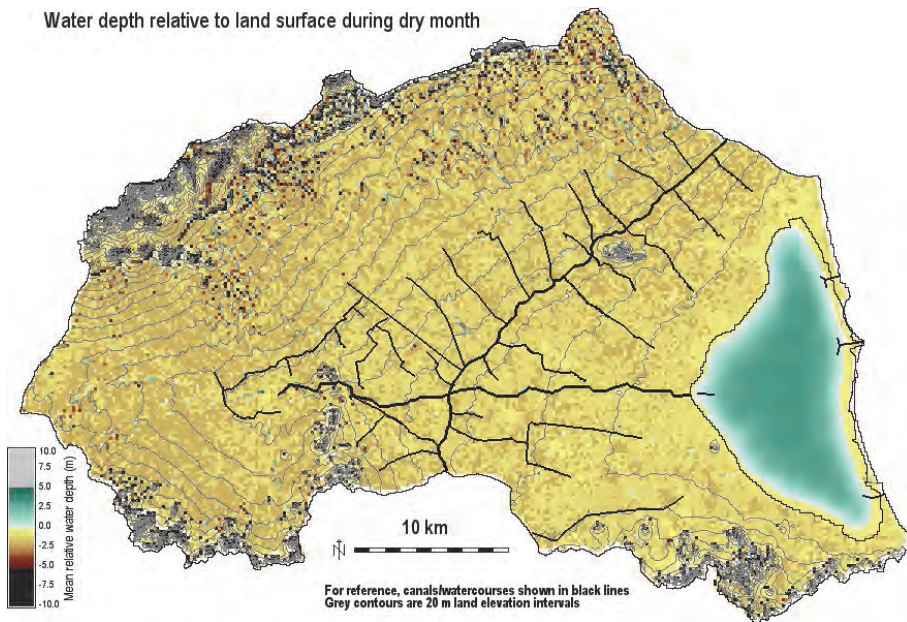 Water depth relative to land surface during dry month
10.0
7.5
5.0
2.5
0.0
-2.5
-5.0
-7.5
-10.0
Mean relative water depth (m)
N
10 km
For reference, canals/watercourses shown in black lines
Grey contours are 20 m land elevation intervals